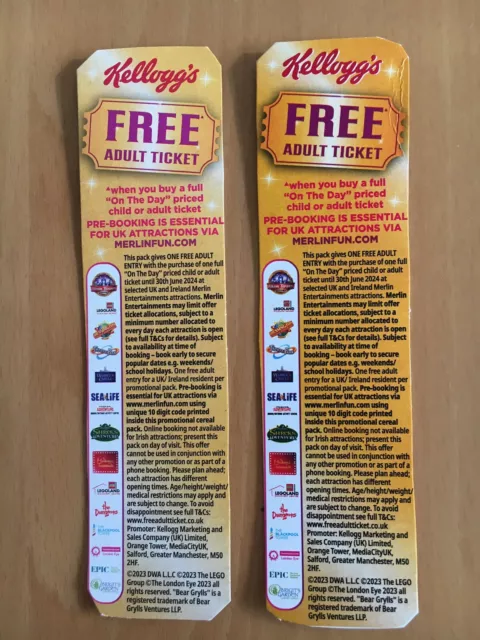 Kellogg's
FREE*
ADULT TICKET
*when you buy a full
"On The Day" priced
child or adult ticket
PRE-BOOKING IS ESSENTIAL
FOR UK ATTRACTIONS VIA
MERLINFUN.COM
This pack gives ONE FREE ADULT
ENTRY with the purchase of one full
"On The Day" priced child or adult
ticket until 30th June 2024 at
selected UK and Ireland Merlin
Entertainments attractions. Merlin
Entertainments may limit offer
ticket allocations, subject to a
minimum number allocated to
every day each attraction is open
(see full T&Cs for details). Subject
to availability at time of
booking – book early to secure
popular dates e.g. weekends/
school holidays. One free adult
entry for a UK/ Ireland resident per
promotional pack. Pre-booking is
essential for UK attractions via
www.merlinfun.com using
unique 10 digit code printed
inside this promotional cereal
pack. Online booking not available
for Irish attractions; present this
pack on day of visit. This offer
cannot be used in conjunction with
any other promotion or as part of a
phone booking. Please plan ahead;
each attraction has different
opening times. Age/height/weight/
medical restrictions may apply and
are subject to change. To avoid
disappointment see full T&Cs:
www.freeadultticket.co.uk
Promoter: Kellogg Marketing and
Sales Company (UK) Limited,
Orange Tower, MediaCityUK,
Salford, Greater Manchester, M50
2HF.
©2023 DWA L.L.C ©2023 The LEGO
Group ©The London Eye 2023 all
rights reserved. "Bear Grylls" is a
registered trademark of Bear
Grylls Ventures LLP.
LEGOLAND
SEA LIFE
LEGOLAND
the Dungeons
EPIC
Kellogg's
FREE*
ADULT TICKET
*when you buy a full
"On The Day" priced
child or adult ticket
PRE-BOOKING IS ESSENTIAL
FOR UK ATTRACTIONS VIA
MERLINFUN.COM
This pack gives ONE FREE ADULT
ENTRY with the purchase of one full
"On The Day" priced child or adult
ticket until 30th June 2024 at
selected UK and Ireland Merlin
Entertainments attractions. Merlin
Entertainments may limit offer
ticket allocations, subject to a
minimum number allocated to
every day each attraction is open
(see full T&Cs for details). Subject
to availability at time of
booking – book early to secure
popular dates e.g. weekends/
school holidays. One free adult
entry for a UK/ Ireland resident per
promotional pack. Pre-booking is
essential for UK attractions via
www.merlinfun.com using
unique 10 digit code printed
inside this promotional cereal
pack. Online booking not available
for Irish attractions; present this
pack on day of visit. This offer
cannot be used in conjunction with
any other promotion or as part of a
phone booking. Please plan ahead;
each attraction has different
opening times. Age/height/weight/
medical restrictions may apply and
are subject to change. To avoid
disappointment see full T&Cs:
www.freeadultticket.co.uk
Promoter: Kellogg Marketing and
Sales Company (UK) Limited,
Orange Tower, MediaCityUK,
Salford, Greater Manchester, M50
2HF.
©2023 DWA L.L.C ©2023 The LEGO
Group ©The London Eye 2023 all
rights reserved. "Bear Grylls" is a
registered trademark of Bear
Grylls Ventures LLP.
LEGOLAND
SEA LIFE
LEGOLAND
the Dungeons
EPIC